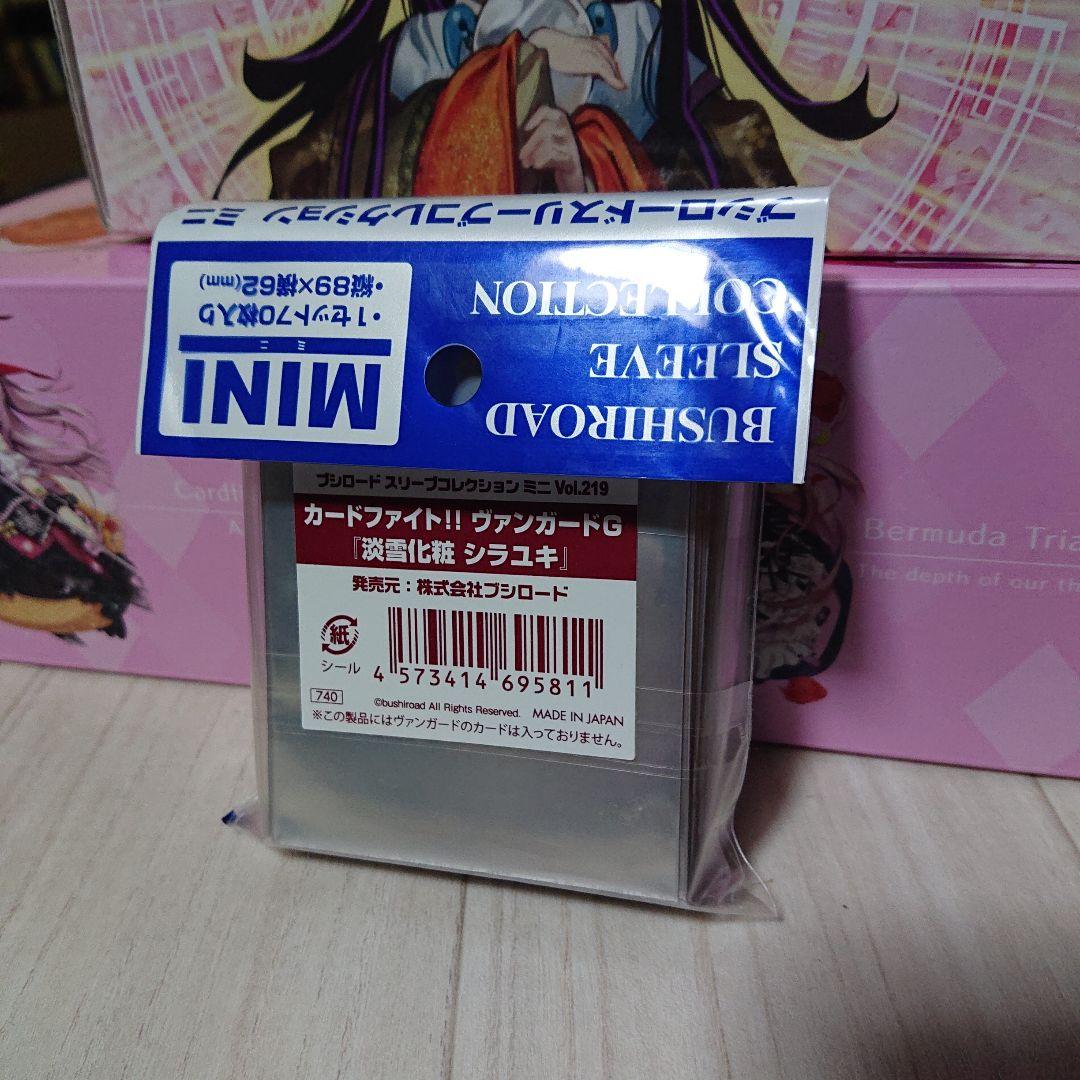 ブシロードスリーブコレクション ミニ
BUSHIROAD
SLEEVE
COLLECTION
MINI
ミニ
・1セット70枚入り
・縦89×横62(mm)
ブシロード スリーブコレクション ミニ Vol.219
カードファイト!! ヴァンガードG
『淡雪化粧 シラユキ』
発売元:株式会社ブシロード
紙
シール
4 573414 695811
740
©bushiroad All Rights Reserved. MADE IN JAPAN
※この製品にはヴァンガードのカードは入っておりません。
Bermuda Tria
The depth of our th